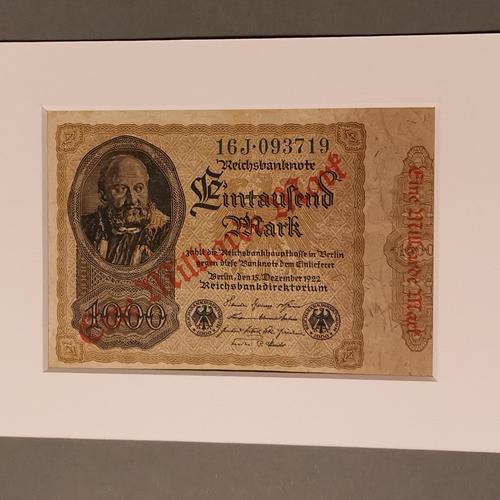 16J·093719
Reichsbanknote
Eintausend
Mark
zahlt die Reichsbankhauptkasse in Berlin
gegen diese Banknote dem Einlieferer
Berlin, den 15. Dezember 1922
Reichsbankdirektorium
1000
Eine Milliarde Mark
Eine Milliarde Mark